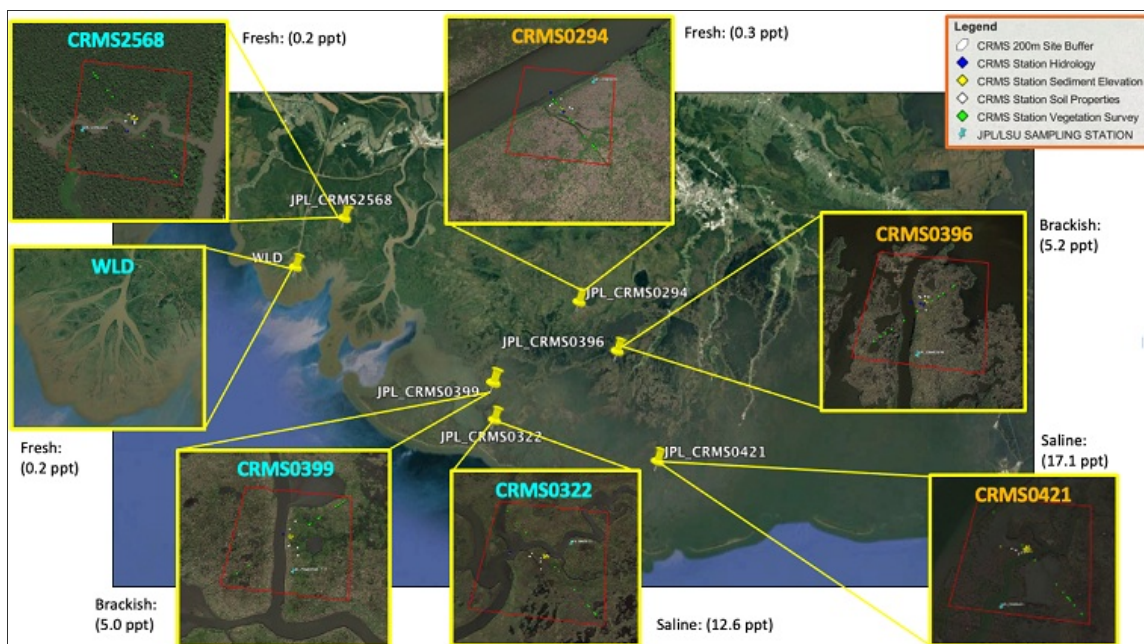 CRMS2568
Fresh: (0.2 ppt)
CRMS0294
Fresh: (0.3 ppt)
Legend
CRMS 200m Site Buffer
CRMS Station Hidrology
CRMS Station Sediment Elevation
CRMS Station Soil Properties
CRMS Station Vegetation Survey
JPL/LSU SAMPLING STATION
JPL_CRMS2568
WLD
WLD
JPL_CRMS0294
JPL_CRMS0396
CRMS0396
Brackish:
(5.2 ppt)
JPL_CRMS0399
JPL_CRMS0322
JPL_CRMS0421
Fresh:
(0.2 ppt)
Saline:
(17.1 ppt)
CRMS0399
CRMS0322
CRMS0421
Brackish:
(5.0 ppt)
Saline: (12.6 ppt)